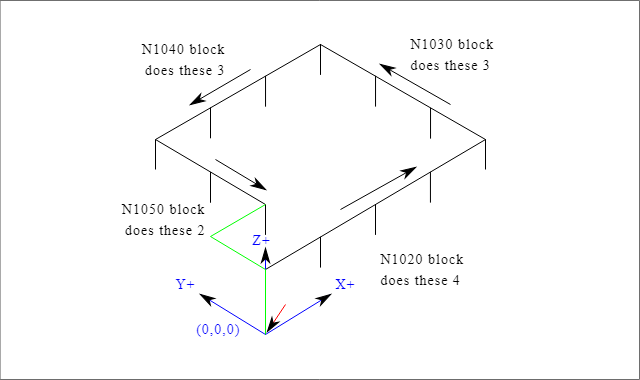 N1040 block
does these 3
N1030 block
does these 3
N1050 block
does these 2
Z+
N1020 block
does these 4
Y+
X+
(0,0,0)